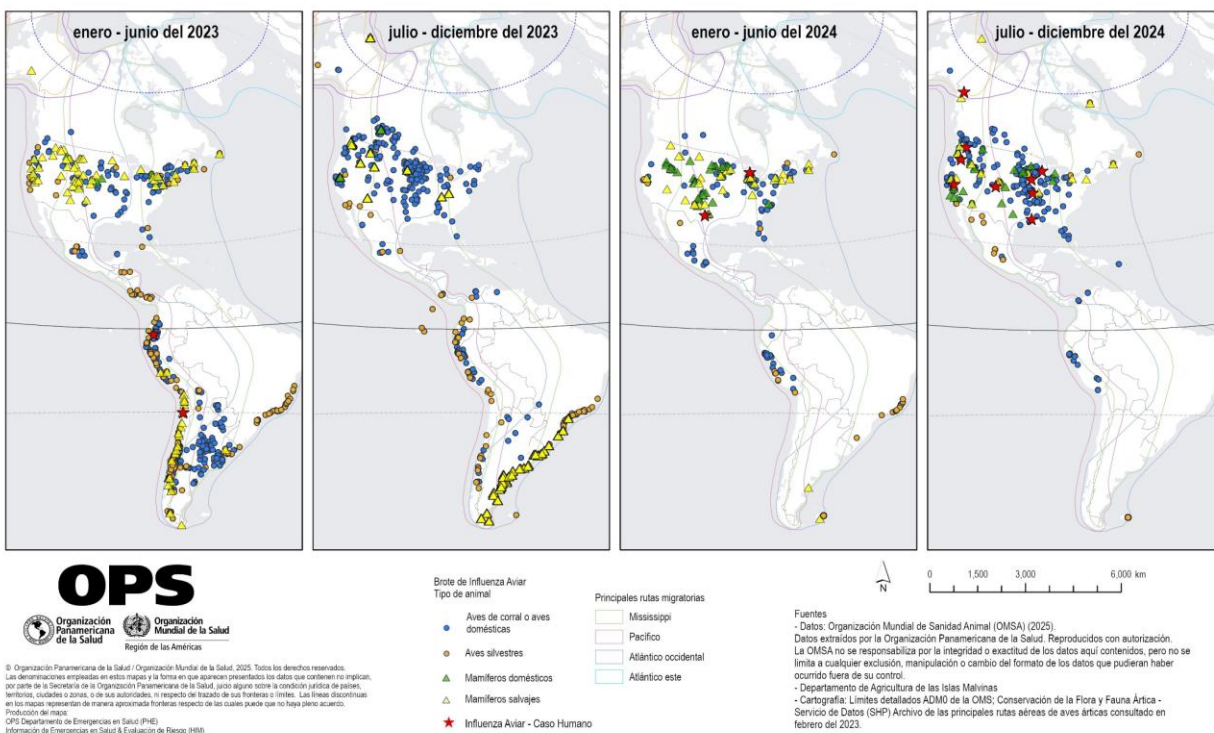 enero - junio del 2023
julio - diciembre del 2023
enero - junio del 2024
julio - diciembre del 2024
OPS
Organización
Panamericana
de la Salud
Organización
Mundial de la Salud
Región de las Américas
© Organización Panamericana de la Salud / Organización Mundial de la Salud, 2025. Todos los derechos reservados.
Las denominaciones empleadas en estos mapas y la forma en que aparecen presentados los datos que contienen no implican,
por parte de la Secretaría de la Organización Panamericana de la Salud, juicio alguno sobre la condición jurídica de países,
territorios, ciudades o zonas, o de sus autoridades, ni respecto del trazado de sus fronteras o límites. Las líneas discontinuas
en los mapas representan de manera aproximada fronteras respecto de las cuales puede que no haya pleno acuerdo.
Producción del mapa:
OPS Departamento de Emergencias en Salud (PHE)
Información de Emergencias en Salud & Evaluación de Riesgo (HIM)
Brote de Influenza Aviar
Tipo de animal
Aves de corral o aves
domésticas
Aves silvestres
Mamíferos domésticos
Mamíferos salvajes
Influenza Aviar - Caso Humano
Principales rutas migratorias
Mississippi
Pacífico
Atlántico occidental
Atlántico este
N
0 1,500 3,000 6,000 km
Fuentes
- Datos: Organización Mundial de Sanidad Animal (OMSA) (2025).
Datos extraídos por la Organización Panamericana de la Salud. Reproducidos con autorización.
La OMSA no se responsabiliza por la integridad o exactitud de los datos aquí contenidos, pero no se
limita a cualquier exclusión, manipulación o cambio del formato de los datos que pudieran haber
ocurrido fuera de su control.
- Departamento de Agricultura de las Islas Malvinas
- Cartografía: Límites detallados ADM0 de la OMS; Conservación de la Flora y Fauna Ártica -
Servicio de Datos (SHP) Archivo de las principales rutas aéreas de aves árticas consultado en
febrero del 2023.